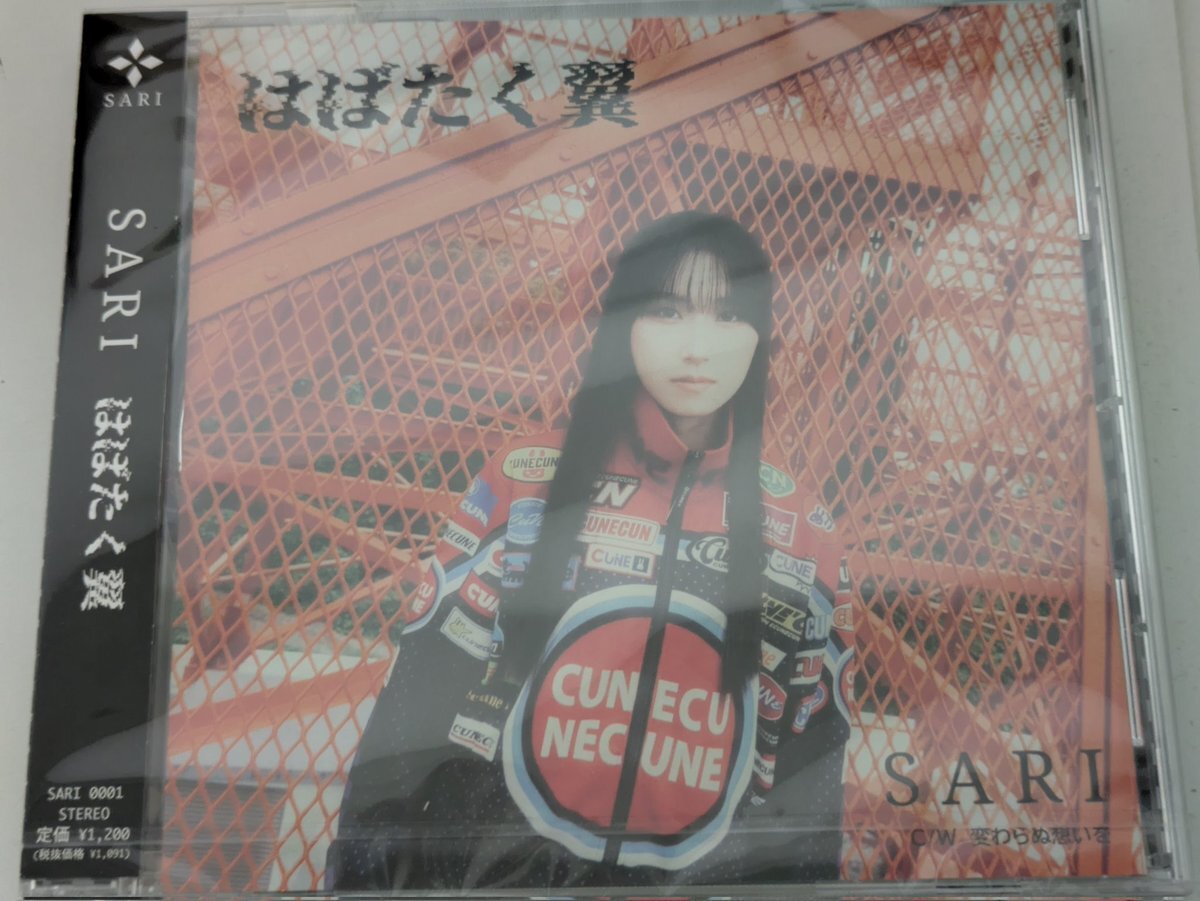 SARI
SARI はばたく翼
SARI 0001
STEREO
定価 ¥1,200
(税抜価格 ¥1,091)
はばたく翼
CUNE
CUNECU
NECUNE
SARI
C/W 変わらぬ想いを